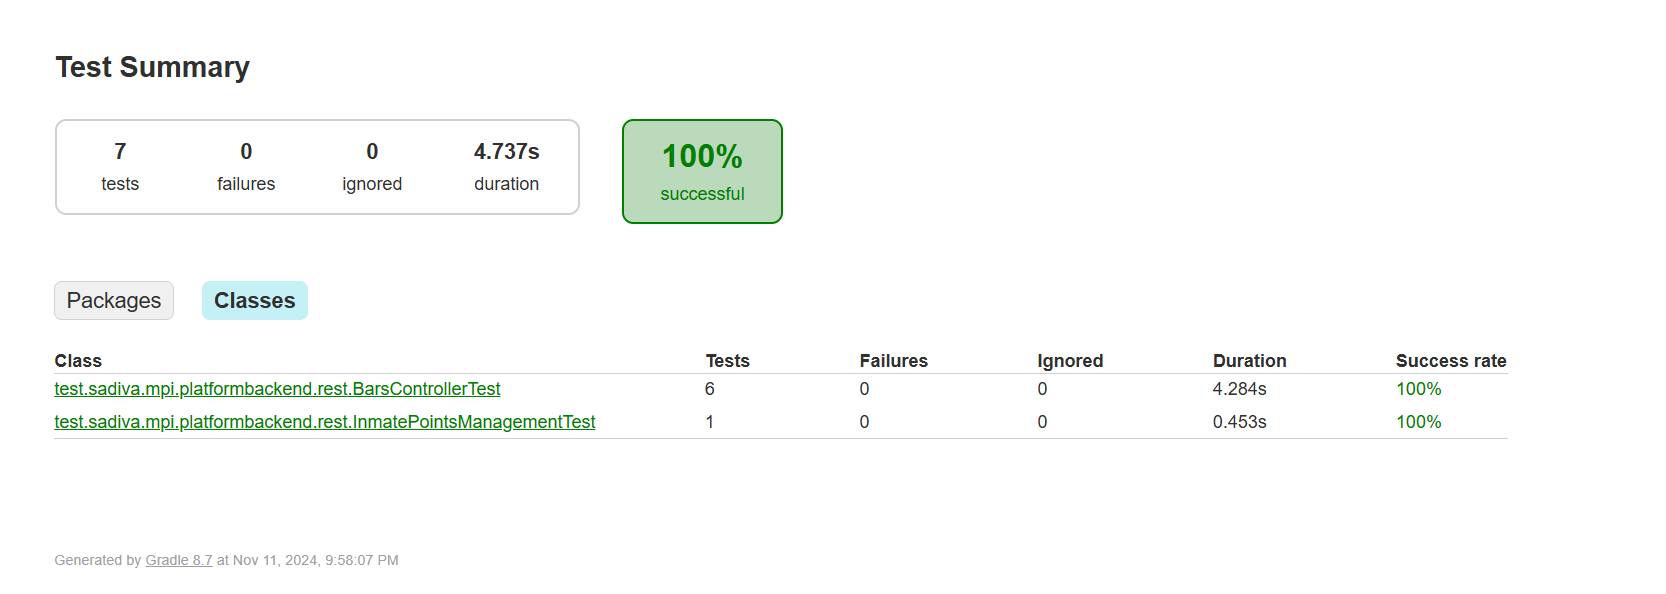 Test Summary
7 0 0 4.737s
tests failures ignored duration
100%
successful
Packages Classes
Class Tests Failures Ignored Duration Success rate
test.sadiva.mpi.platformbackend.rest.BarsControllerTest 6 0 0 4.284s 100%
test.sadiva.mpi.platformbackend.rest.InmatePointsManagementTest 1 0 0 0.453s 100%
Generated by Gradle 8.7 at Nov 11, 2024, 9:58:07 PM